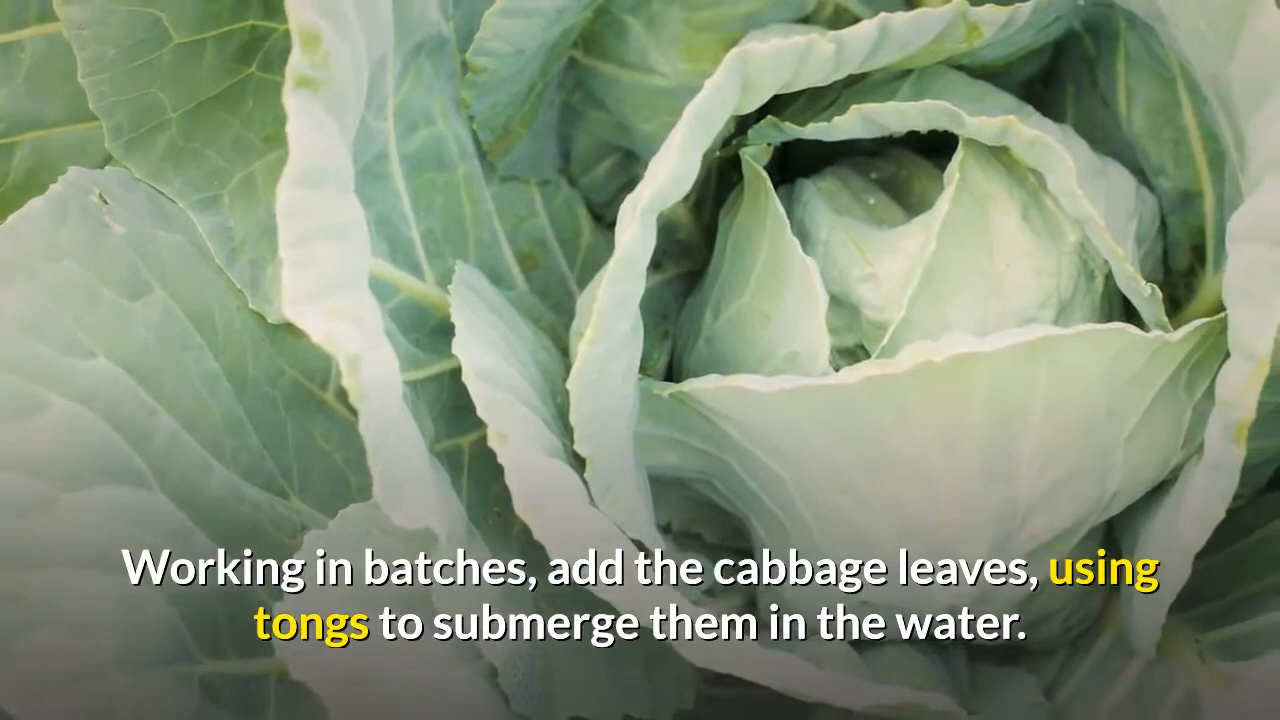 Working in batches, add the cabbage leaves, using
tongs to submerge them in the water.